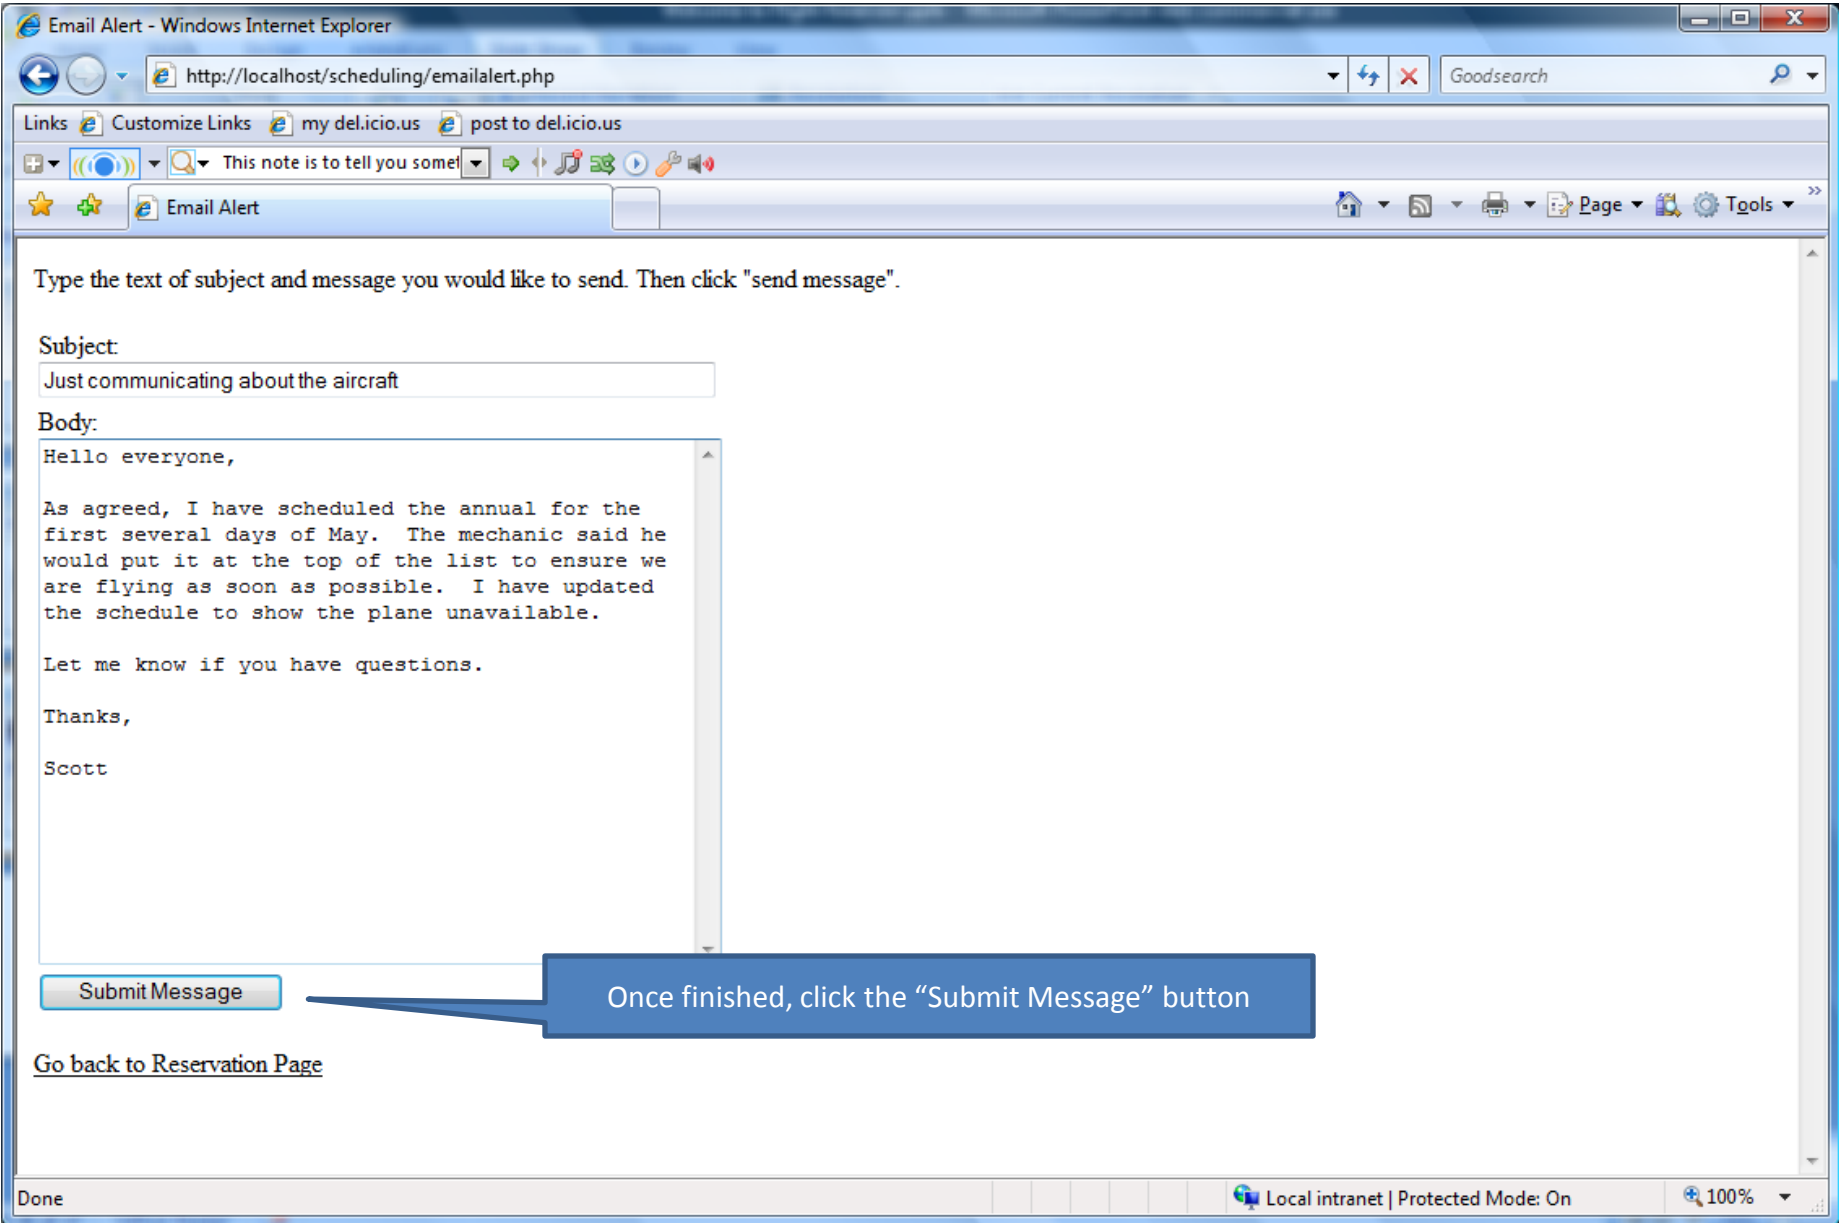 Email Alert - Windows Internet Explorer
http://localhost/scheduling/emailalert.php
Goodsearch
Links Customize Links my del.icio.us post to del.icio.us
This note is to tell you somet
Email Alert
Page Tools
Type the text of subject and message you would like to send. Then click "send message".
Subject:
Just communicating about the aircraft
Body:
Hello everyone,
As agreed, I have scheduled the annual for the
first several days of May. The mechanic said he
would put it at the top of the list to ensure we
are flying as soon as possible. I have updated
the schedule to show the plane unavailable.
Let me know if you have questions.
Thanks,
Scott
Submit Message
Once finished, click the “Submit Message” button
Go back to Reservation Page
Done
Local intranet | Protected Mode: On
100%